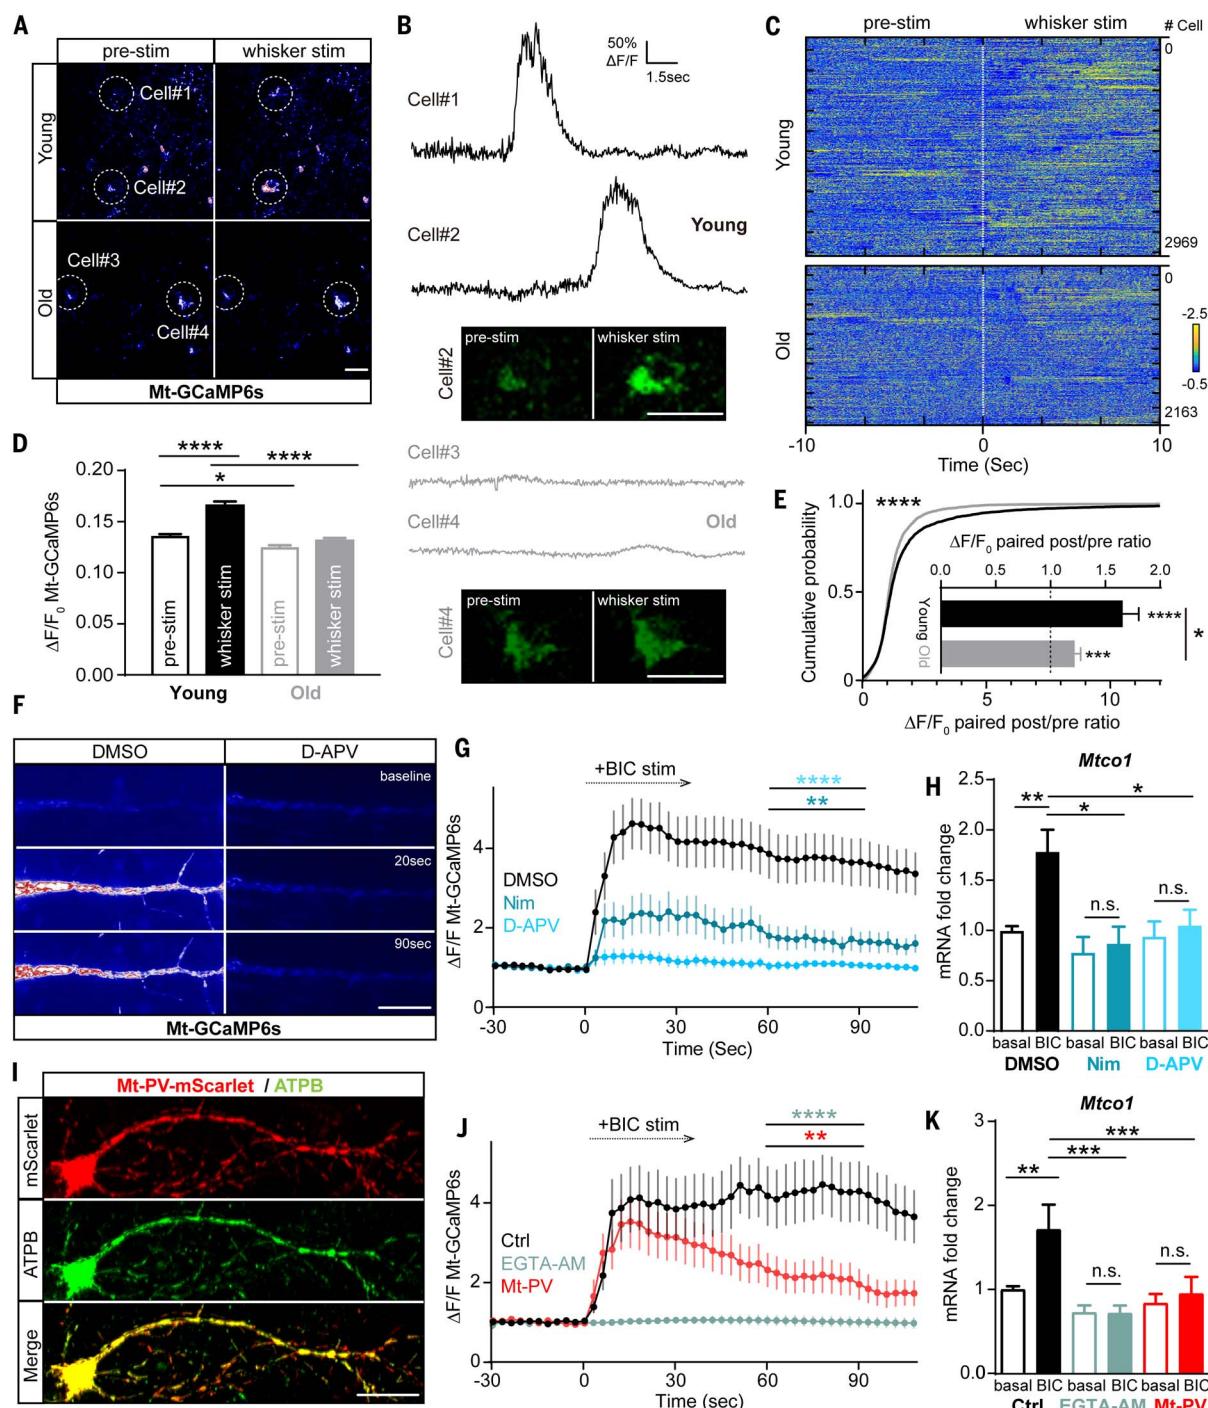 A
pre-stim
whisker stim
Young
Cell#1
Cell#2
Old
Cell#3
Cell#4
Mt-GCaMP6s
B
50%
ΔF/F
1.5sec
Cell#1
Cell#2
Young
Cell#2
pre-stim
whisker stim
Cell#3
Cell#4
Old
Cell#4
pre-stim
whisker stim
C
pre-stim
whisker stim
# Cell
0
Young
2969
0
Old
2163
-2.5
-0.5
-10
0
10
Time (Sec)
D
****
****
*
0.20
0.15
0.10
0.05
0.00
ΔF/F0 Mt-GCaMP6s
pre-stim
whisker stim
pre-stim
whisker stim
Young
Old
E
1.0
0.5
0
Cumulative probability
****
ΔF/F0 paired post/pre ratio
0.0
1.0
2.0
Young
Old
****
***
*
0
5
10
ΔF/F0 paired post/pre ratio
F
DMSO
D-APV
baseline
20sec
90sec
Mt-GCaMP6s
G
+BIC stim
****
**
4
2
0
ΔF/F Mt-GCaMP6s
DMSO
Nim
D-APV
-30
0
30
60
90
Time (Sec)
H
Mtco1
2.5
2.0
1.5
1.0
0.5
0.0
mRNA fold change
**
*
*
n.s.
n.s.
basal BIC basal BIC basal BIC
DMSO
Nim
D-APV
I
Mt-PV-mScarlet / ATPB
mScarlet
ATPB
Merge
J
+BIC stim
****
**
4
2
0
ΔF/F Mt-GCaMP6s
Ctrl
EGTA-AM
Mt-PV
-30
0
30
60
90
Time (sec)
K
Mtco1
3
2
1
0.0
mRNA fold change
**
***
***
n.s.
n.s.
basal BIC basal BIC basal BIC
Ctrl EGTA-AM Mt-PV